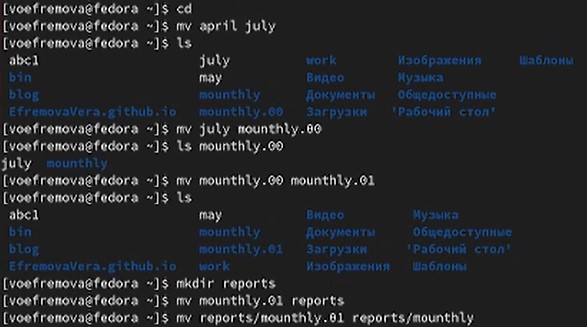 [voefremova@fedora ~]$ cd
[voefremova@fedora ~]$ mv april july
[voefremova@fedora ~]$ ls
abc1 july work Изображения Шаблоны
bin may Видео Музыка
blog mounthly Документы Общедоступные
EfremovaVera.github.io mounthly.00 Загрузки 'Рабочий стол'
[voefremova@fedora ~]$ mv july mounthly.00
[voefremova@fedora ~]$ ls mounthly.00
july mounthly
[voefremova@fedora ~]$ mv mounthly.00 mounthly.01
[voefremova@fedora ~]$ ls
abc1 may Видео Музыка
bin mounthly Документы Общедоступные
blog mounthly.01 Загрузки 'Рабочий стол'
EfremovaVera.github.io work Изображения Шаблоны
[voefremova@fedora ~]$ mkdir reports
[voefremova@fedora ~]$ mv mounthly.01 reports
[voefremova@fedora ~]$ mv reports/mounthly.01 reports/mounthly